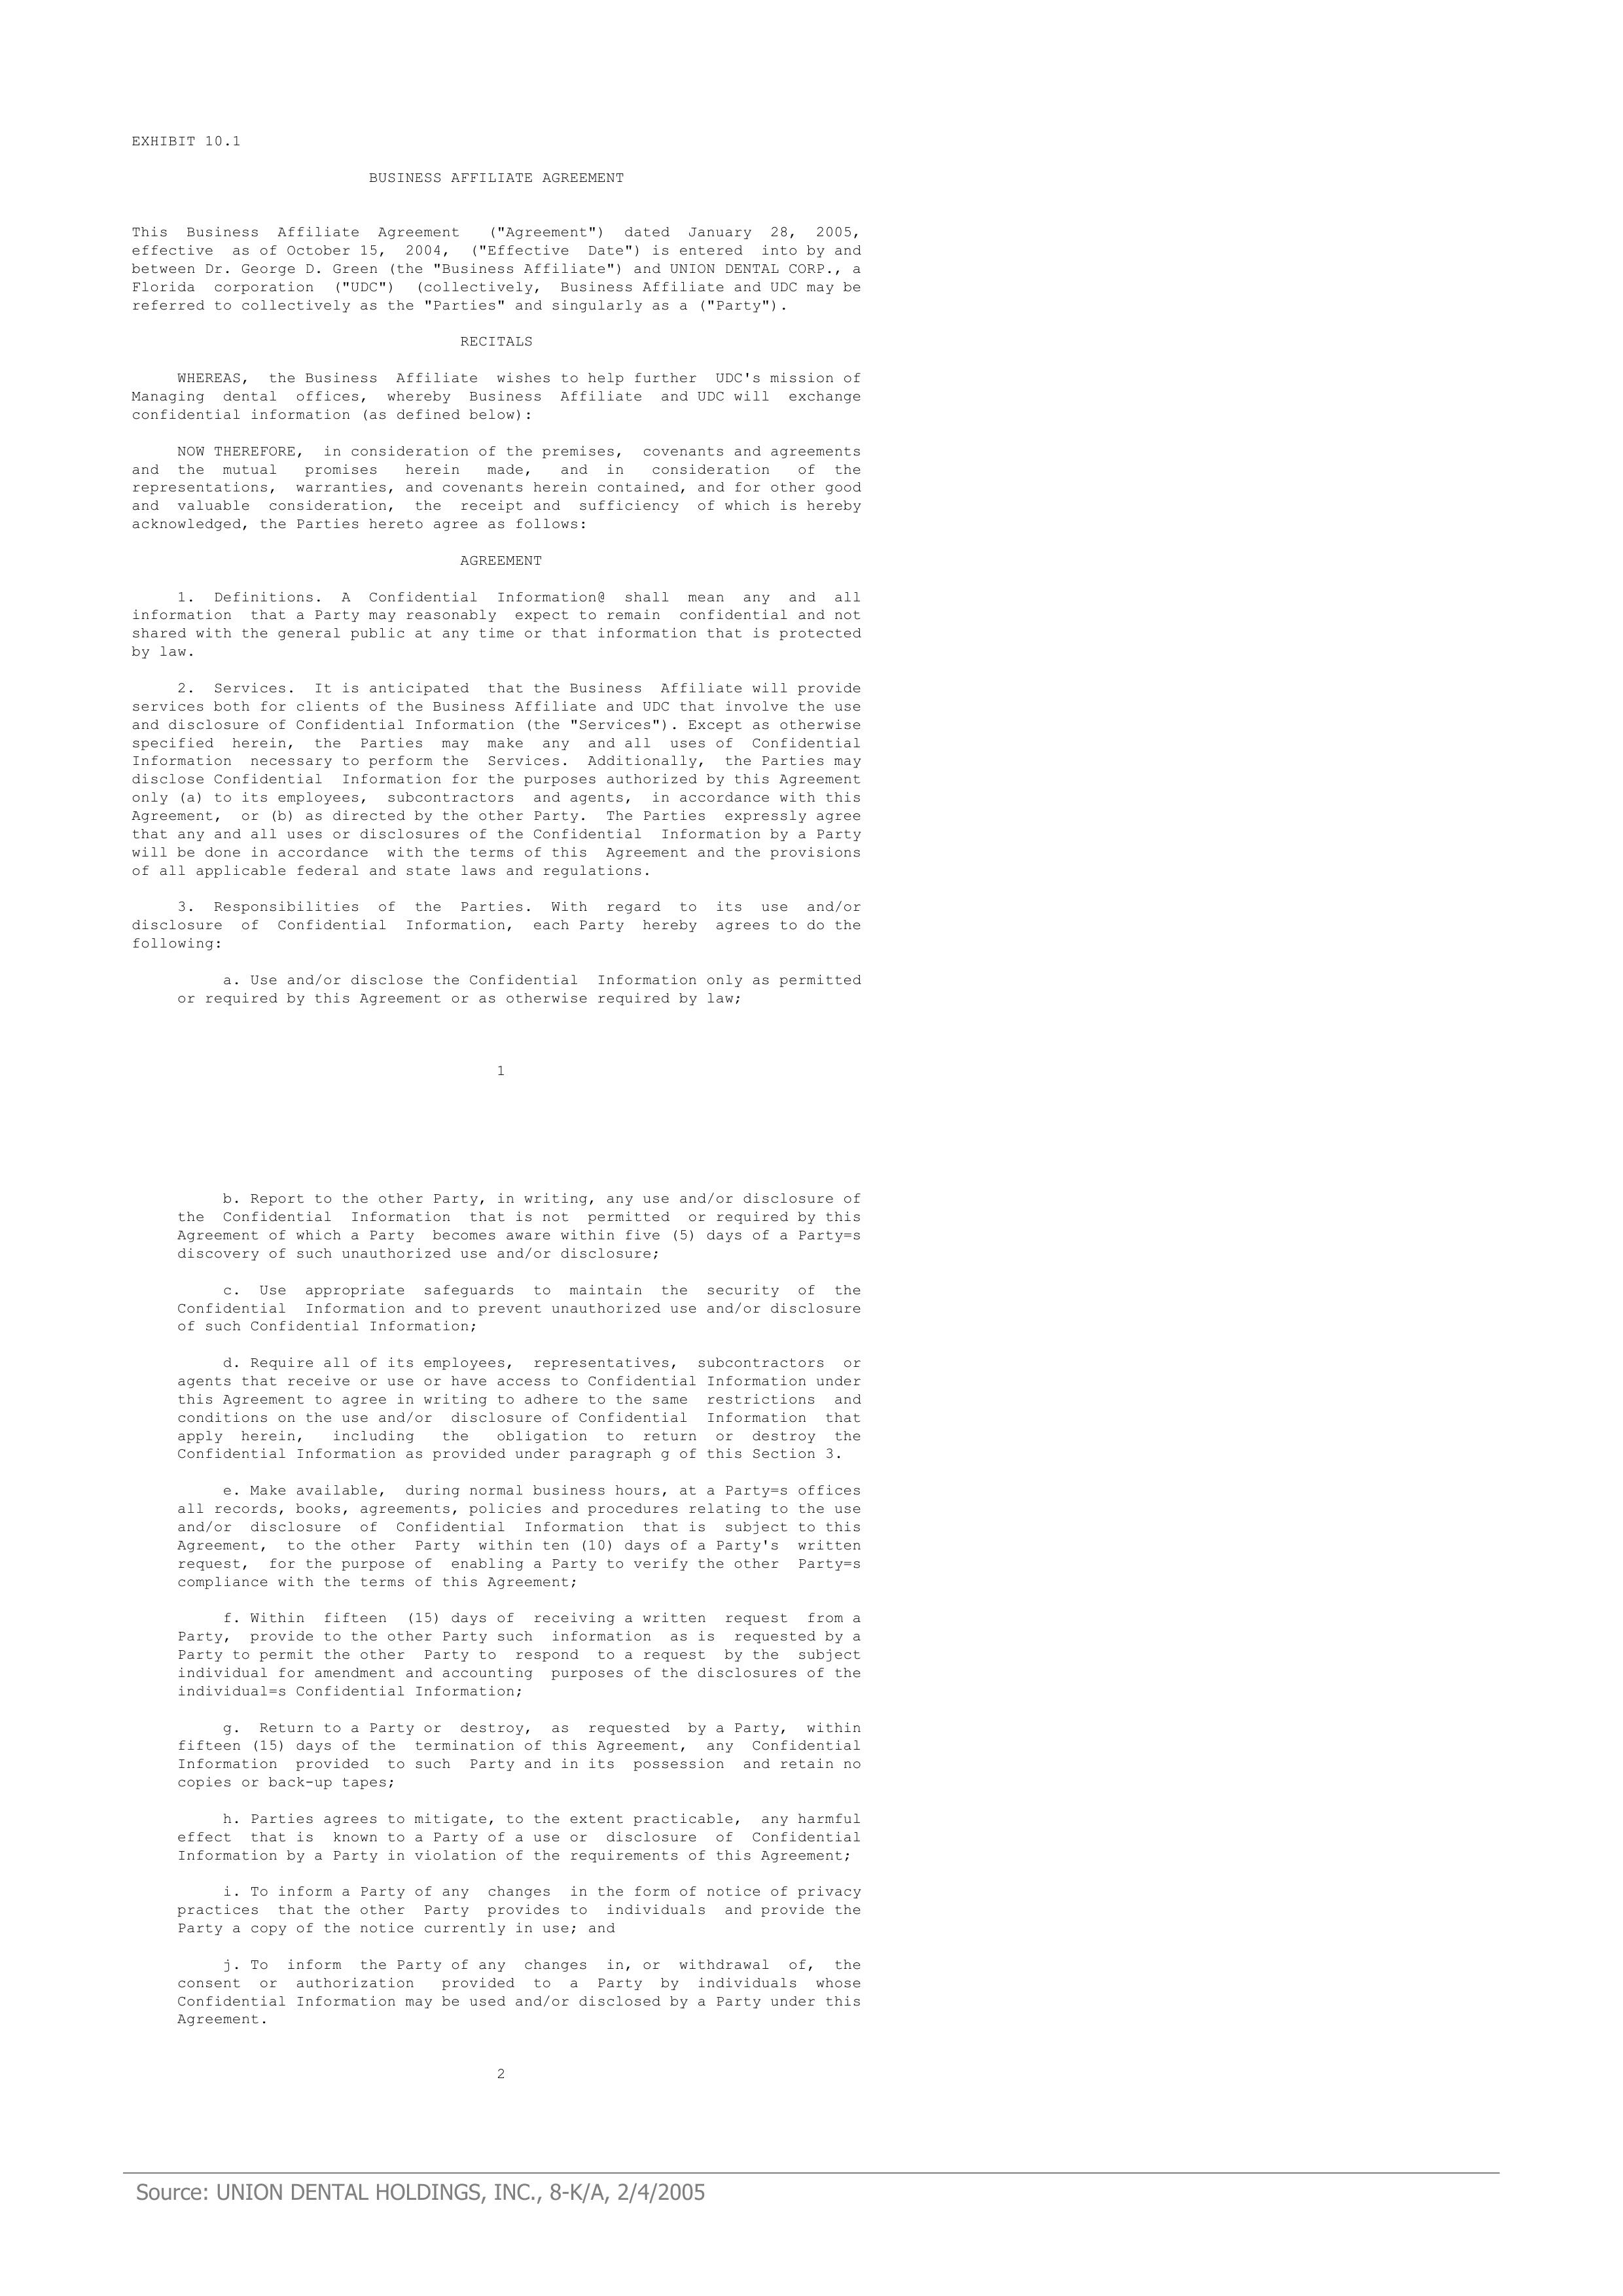 EXHIBIT 10.1
BUSINESS AFFILIATE AGREEMENT
This Business Affiliate Agreement ("Agreement") dated January 28, 2005,
effective as of October 15, 2004, ("Effective Date") is entered into by and
between Dr. George D. Green (the "Business Affiliate") and UNION DENTAL CORP., a
Florida corporation ("UDC") (collectively, Business Affiliate and UDC may be
referred to collectively as the "Parties" and singularly as a ("Party").
RECITALS
WHEREAS, the Business Affiliate wishes to help further UDC's mission of
Managing dental offices, whereby Business Affiliate and UDC will exchange
confidential information (as defined below):
NOW THEREFORE, in consideration of the premises, covenants and agreements
and the mutual promises herein made, and in consideration of the
representations, warranties, and covenants herein contained, and for other good
and valuable consideration, the receipt and sufficiency of which is hereby
acknowledged, the Parties hereto agree as follows:
AGREEMENT
1. Definitions. A Confidential Information@ shall mean any and all
information that a Party may reasonably expect to remain confidential and not
shared with the general public at any time or that information that is protected
by law.
2. Services. It is anticipated that the Business Affiliate will provide
services both for clients of the Business Affiliate and UDC that involve the use
and disclosure of Confidential Information (the "Services"). Except as otherwise
specified herein, the Parties may make any and all uses of Confidential
Information necessary to perform the Services. Additionally, the Parties may
disclose Confidential Information for the purposes authorized by this Agreement
only (a) to its employees, subcontractors and agents, in accordance with this
Agreement, or (b) as directed by the other Party. The Parties expressly agree
that any and all uses or disclosures of the Confidential Information by a Party
will be done in accordance with the terms of this Agreement and the provisions
of all applicable federal and state laws and regulations.
3. Responsibilities of the Parties. With regard to its use and/or
disclosure of Confidential Information, each Party hereby agrees to do the
following:
a. Use and/or disclose the Confidential Information only as permitted
or required by this Agreement or as otherwise required by law;
1
b. Report to the other Party, in writing, any use and/or disclosure of
the Confidential Information that is not permitted or required by this
Agreement of which a Party becomes aware within five (5) days of a Party=s
discovery of such unauthorized use and/or disclosure;
c. Use appropriate safeguards to maintain the security of the
Confidential Information and to prevent unauthorized use and/or disclosure
of such Confidential Information;
d. Require all of its employees, representatives, subcontractors or
agents that receive or use or have access to Confidential Information under
this Agreement to agree in writing to adhere to the same restrictions and
conditions on the use and/or disclosure of Confidential Information that
apply herein, including the obligation to return or destroy the
Confidential Information as provided under paragraph g of this Section 3.
e. Make available, during normal business hours, at a Party=s offices
all records, books, agreements, policies and procedures relating to the use
and/or disclosure of Confidential Information that is subject to this
Agreement, to the other Party within ten (10) days of a Party's written
request, for the purpose of enabling a Party to verify the other Party=s
compliance with the terms of this Agreement;
f. Within fifteen (15) days of receiving a written request from a
Party, provide to the other Party such information as is requested by a
Party to permit the other Party to respond to a request by the subject
individual for amendment and accounting purposes of the disclosures of the
individual=s Confidential Information;
g. Return to a Party or destroy, as requested by a Party, within
fifteen (15) days of the termination of this Agreement, any Confidential
Information provided to such Party and in its possession and retain no
copies or back-up tapes;
h. Parties agrees to mitigate, to the extent practicable, any harmful
effect that is known to a Party of a use or disclosure of Confidential
Information by a Party in violation of the requirements of this Agreement;
i. To inform a Party of any changes in the form of notice of privacy
practices that the other Party provides to individuals and provide the
Party a copy of the notice currently in use; and
j. To inform the Party of any changes in, or withdrawal of, the
consent or authorization provided to a Party by individuals whose
Confidential Information may be used and/or disclosed by a Party under this
Agreement.
2
Source: UNION DENTAL HOLDINGS, INC., 8-K/A, 2/4/2005